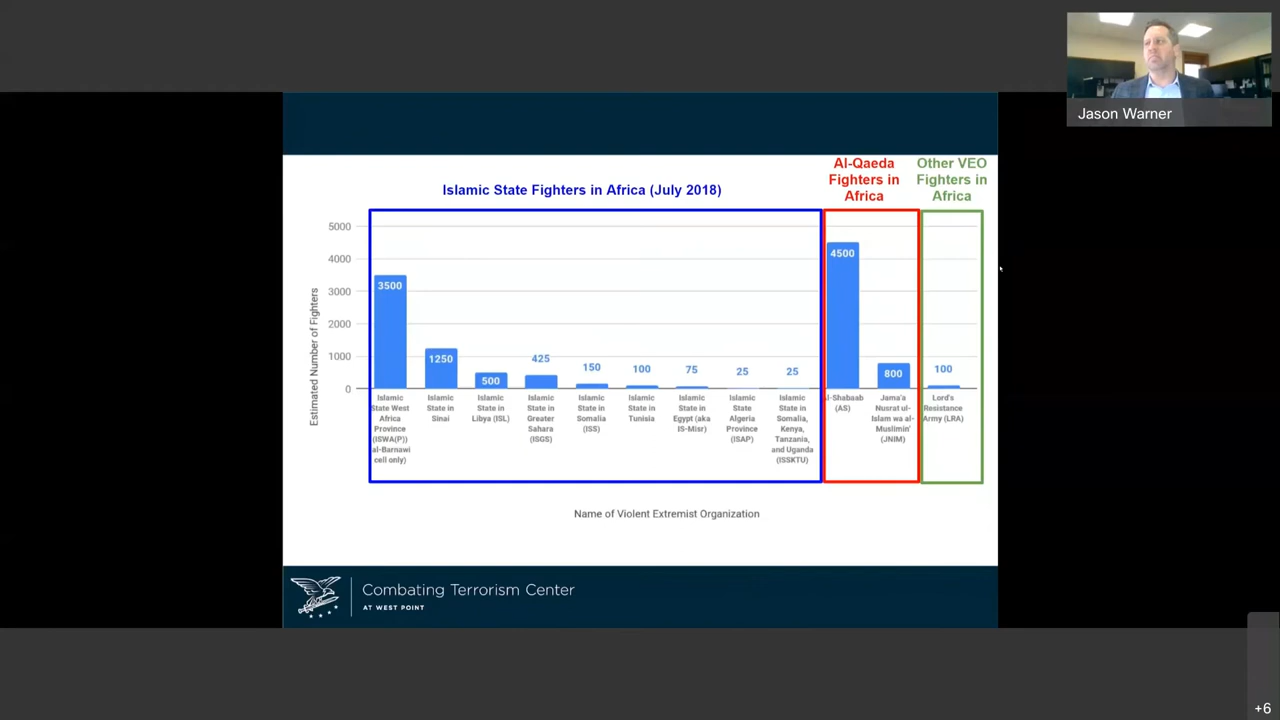 Jason Warner
Al-Qaeda
Fighters in
Africa
Other VEO
Fighters in
Africa
Islamic State Fighters in Africa (July 2018)
Estimated Number of Fighters
5000
4000
3000
2000
1000
0
3500
1250
500
425
150
100
75
25
25
4500
800
100
Islamic
State West
Africa
Province
(ISWA(P))
al-Barnawi
cell only)
Islamic
State in
Sinai
Islamic
State in
Libya (ISL)
Islamic
State in
Greater
Sahara
(ISGS)
Islamic
State in
Somalia
(ISS)
Islamic
State in
Tunisia
Islamic
State in
Egypt (aka
IS-Misr)
Islamic
State
Algeria
Province
(ISAP)
Islamic
State in
Somalia,
Kenya,
Tanzania,
and Uganda
(ISSKTU)
Al-Shabaab
(AS)
Jama'a
Nusrat ul-
Islam wa al-
Muslimin'
(JNIM)
Lord's
Resistance
Army (LRA)
Name of Violent Extremist Organization
Combating Terrorism Center
AT WEST POINT
+6